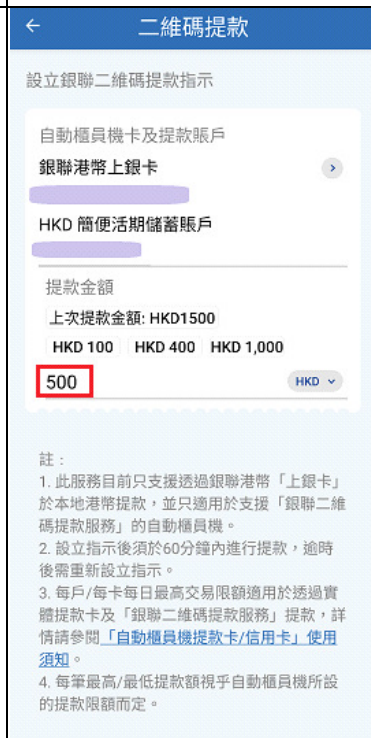 二維碼提款
設立銀聯二維碼提款指示
自動櫃員機卡及提款賬戶
銀聯港幣上銀卡
HKD 簡便活期儲蓄賬戶
提款金額
上次提款金額: HKD1500
HKD 100 HKD 400 HKD 1,000
500 HKD
註：
1. 此服務目前只支援透過銀聯港幣「上銀卡」
於本地港幣提款，並只適用於支援「銀聯二維
碼提款服務」的自動櫃員機。
2. 設立指示後須於60分鐘內進行提款，逾時
後需重新設立指示。
3. 每戶/每卡每日最高交易限額適用於透過實
體提款卡及「銀聯二維碼提款服務」提款，詳
情請參閱「自動櫃員機提款卡/信用卡」使用
須知。
4. 每筆最高/最低提款額視乎自動櫃員機所設
的提款限額而定。